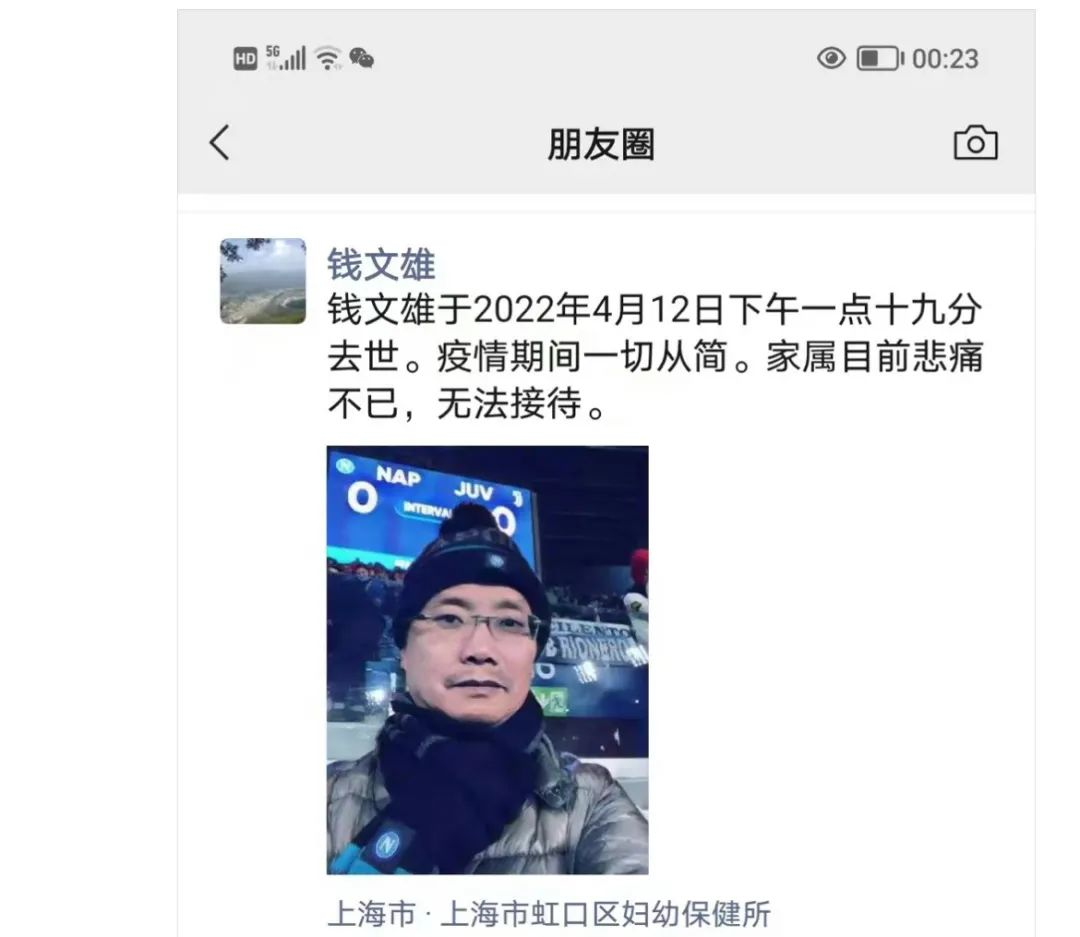 HD 5G 00:23
朋友圈
钱文雄
钱文雄于2022年4月12日下午一点十九分
去世。疫情期间一切从简。家属目前悲痛
不已，无法接待。
N NAP JUV
0 INTERVAL 0
CILENTO
RIONERO
N
上海市 · 上海市虹口区妇幼保健所